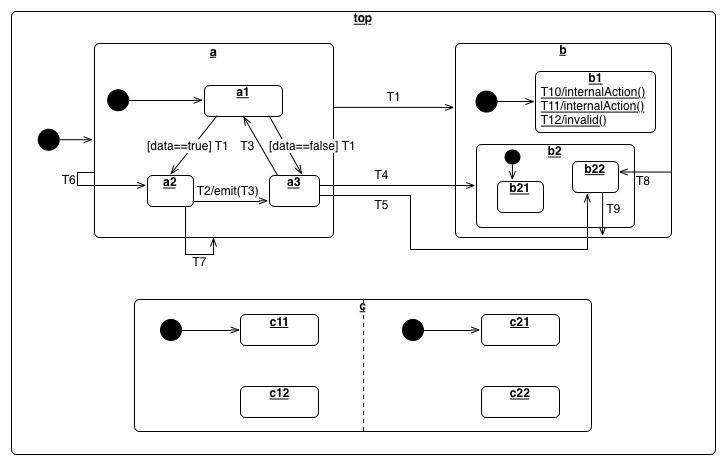 top
a
b
a1
b1
T10/internalAction()
T11/internalAction()
T12/invalid()
T1
[data==true] T1
T3
[data==false] T1
b2
T6
a2
T2/emit(T3)
a3
T4
T5
b21
b22
T8
T9
T7
c
c11
c21
c12
c22